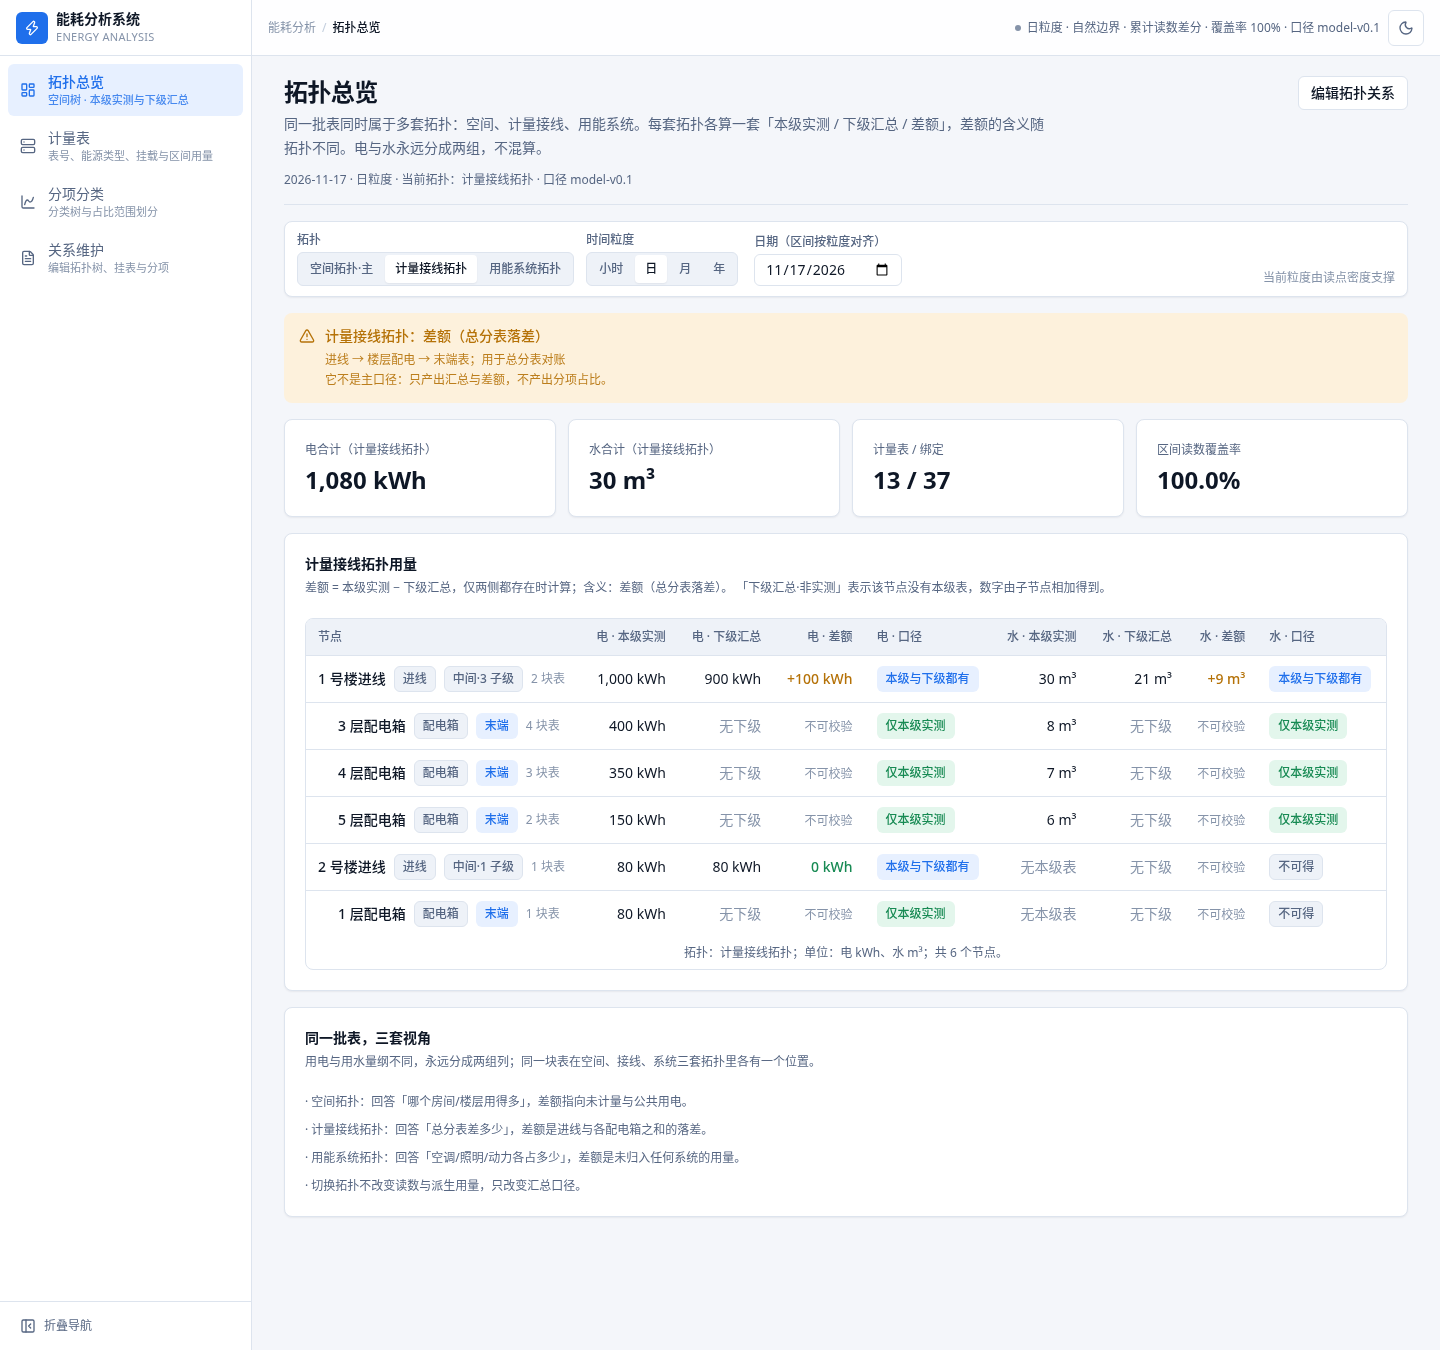 能耗分析系统
ENERGY ANALYSIS
能耗分析 / 拓扑总览
日粒度 · 自然边界 · 累计读数差分 · 覆盖率 100% · 口径 model-v0.1
拓扑总览
空间树 · 本级实测与下级汇总
计量表
表号、能源类型、挂载与区间用量
分项分类
分类树与占比范围划分
关系维护
编辑拓扑树、挂表与分项
折叠导航
拓扑总览
编辑拓扑关系
同一批表同时属于多套拓扑：空间、计量接线、用能系统。每套拓扑各算一套「本级实测 / 下级汇总 / 差额」，差额的含义随
拓扑不同。电与水永远分成两组，不混算。
2026-11-17 · 日粒度 · 当前拓扑：计量接线拓扑 · 口径 model-v0.1
拓扑 时间粒度 日期（区间按粒度对齐）
空间拓扑·主 计量接线拓扑 用能系统拓扑 小时 日 月 年 11/17/2026
当前粒度由读点密度支撑
计量接线拓扑：差额（总分表落差）
进线 → 楼层配电 → 末端表；用于总分表对账
它不是主口径：只产出汇总与差额，不产出分项占比。
电合计（计量接线拓扑）
1,080 kWh
水合计（计量接线拓扑）
30 m³
计量表 / 绑定
13 / 37
区间读数覆盖率
100.0%
计量接线拓扑用量
差额 = 本级实测 − 下级汇总，仅两侧都存在时计算；含义：差额（总分表落差）。 「下级汇总·非实测」表示该节点没有本级表，数字由子节点相加得到。
节点 电 · 本级实测 电 · 下级汇总 电 · 差额 电 · 口径 水 · 本级实测 水 · 下级汇总 水 · 差额 水 · 口径
1 号楼进线 进线 中间·3 子级 2 块表 1,000 kWh 900 kWh +100 kWh 本级与下级都有 30 m³ 21 m³ +9 m³ 本级与下级都有
3 层配电箱 配电箱 末端 4 块表 400 kWh 无下级 不可校验 仅本级实测 8 m³ 无下级 不可校验 仅本级实测
4 层配电箱 配电箱 末端 3 块表 350 kWh 无下级 不可校验 仅本级实测 7 m³ 无下级 不可校验 仅本级实测
5 层配电箱 配电箱 末端 2 块表 150 kWh 无下级 不可校验 仅本级实测 6 m³ 无下级 不可校验 仅本级实测
2 号楼进线 进线 中间·1 子级 1 块表 80 kWh 80 kWh 0 kWh 本级与下级都有 无本级表 无下级 不可校验 不可得
1 层配电箱 配电箱 末端 1 块表 80 kWh 无下级 不可校验 仅本级实测 无本级表 无下级 不可校验 不可得
拓扑：计量接线拓扑；单位：电 kWh、水 m³；共 6 个节点。
同一批表，三套视角
用电与用水量纲不同，永远分成两组列；同一块表在空间、接线、系统三套拓扑里各有一个位置。
· 空间拓扑：回答「哪个房间/楼层用得多」，差额指向未计量与公共用电。
· 计量接线拓扑：回答「总分表差多少」，差额是进线与各配电箱之和的落差。
· 用能系统拓扑：回答「空调/照明/动力各占多少」，差额是未归入任何系统的用量。
· 切换拓扑不改变读数与派生用量，只改变汇总口径。